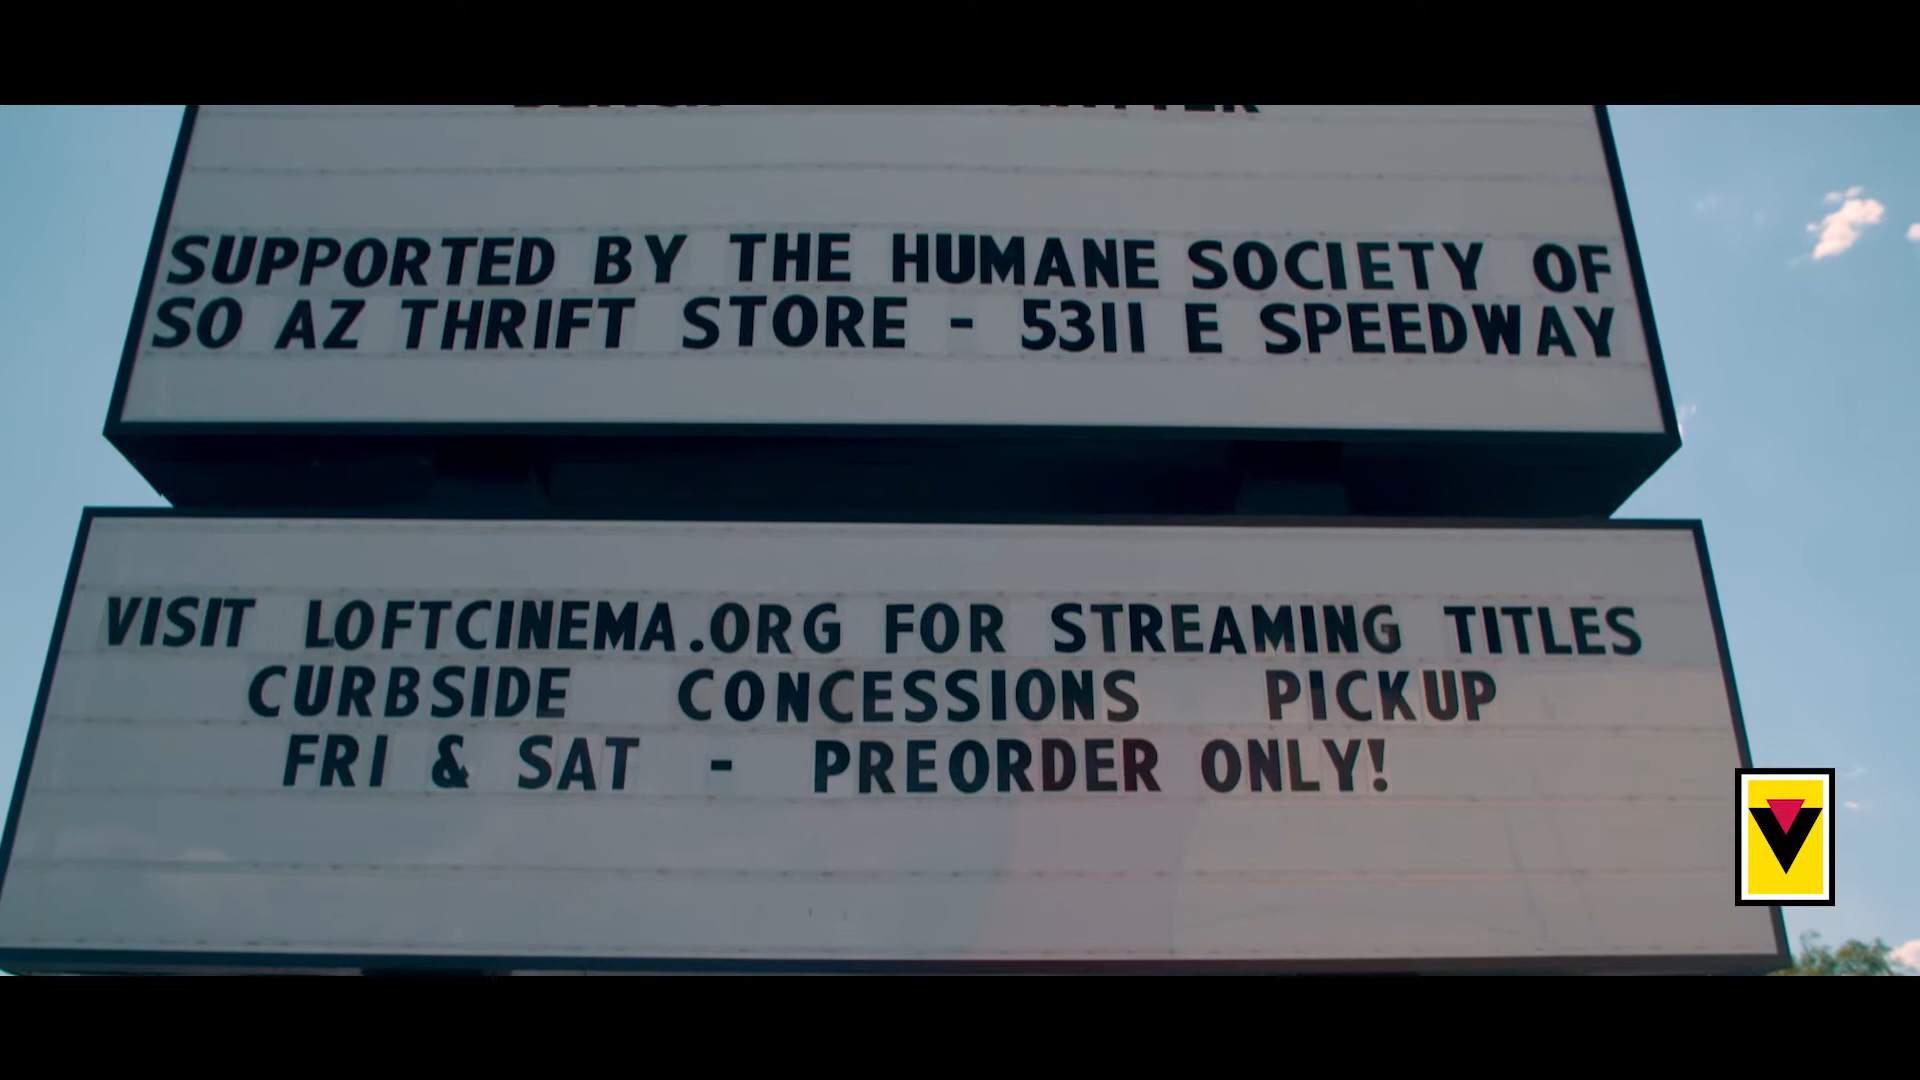 SUPPORTED BY THE HUMANE SOCIETY OF
SO AZ THRIFT STORE - 5311 E SPEEDWAY
VISIT LOFTCINEMA.ORG FOR STREAMING TITLES
CURBSIDE CONCESSIONS PICKUP
FRI & SAT - PREORDER ONLY!